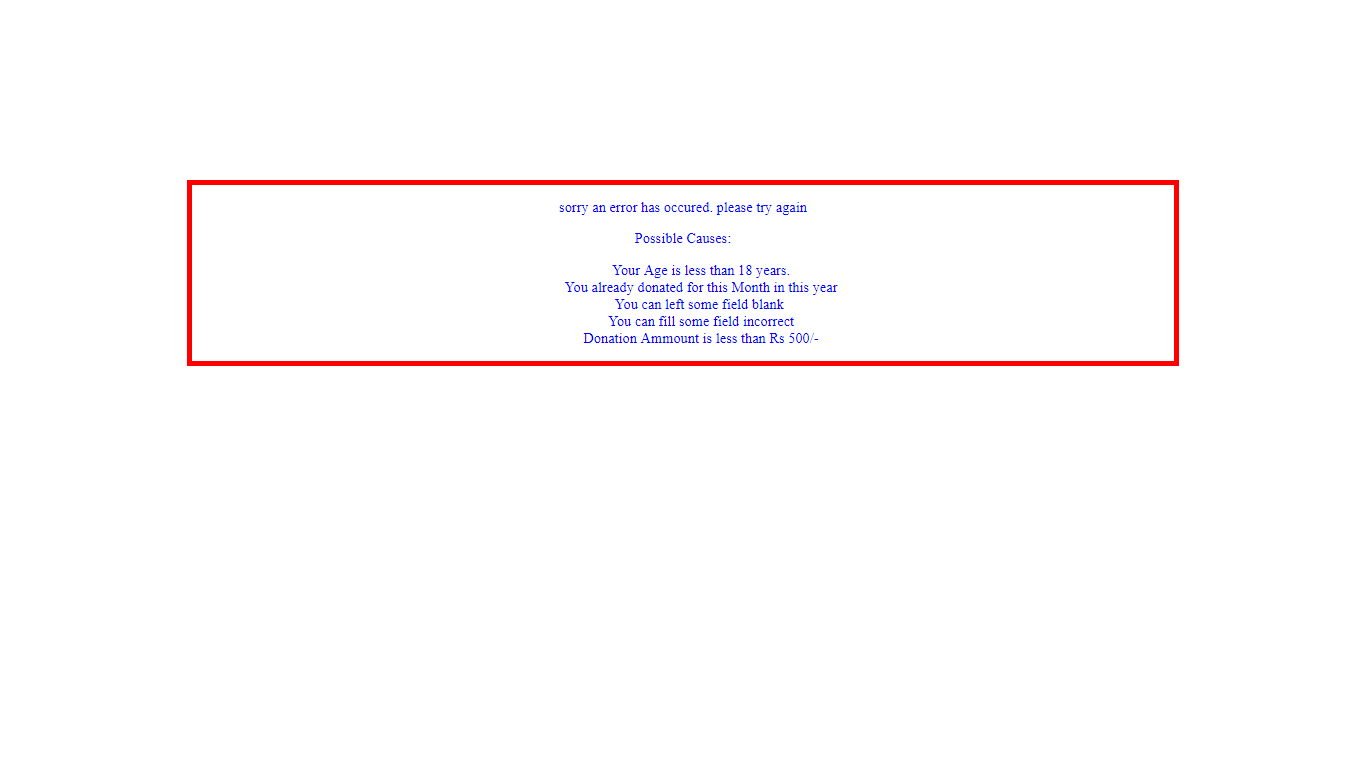 sorry an error has occured. please try again
Possible Causes:
Your Age is less than 18 years.
You already donated for this Month in this year
You can left some field blank
You can fill some field incorrect
Donation Ammount is less than Rs 500/-